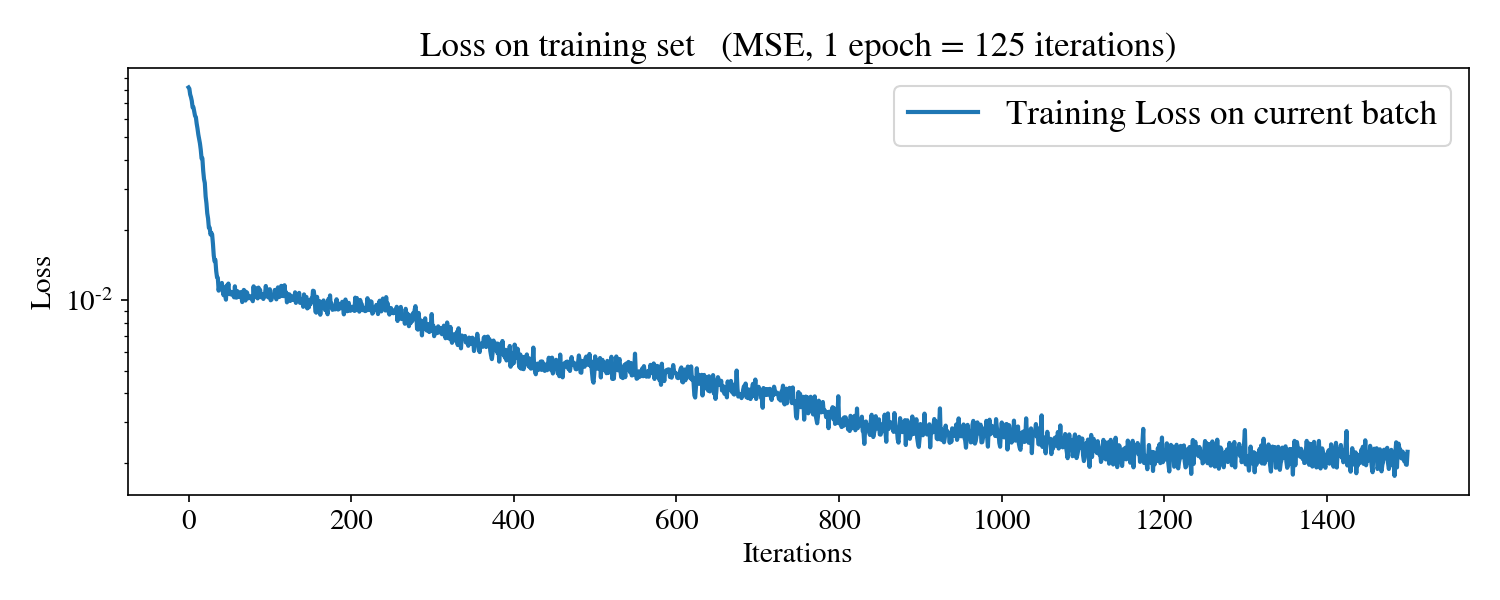 Loss on training set (MSE, 1 epoch = 125 iterations)
Training Loss on current batch
Loss
10-2
0 200 400 600 800 1000 1200 1400
Iterations